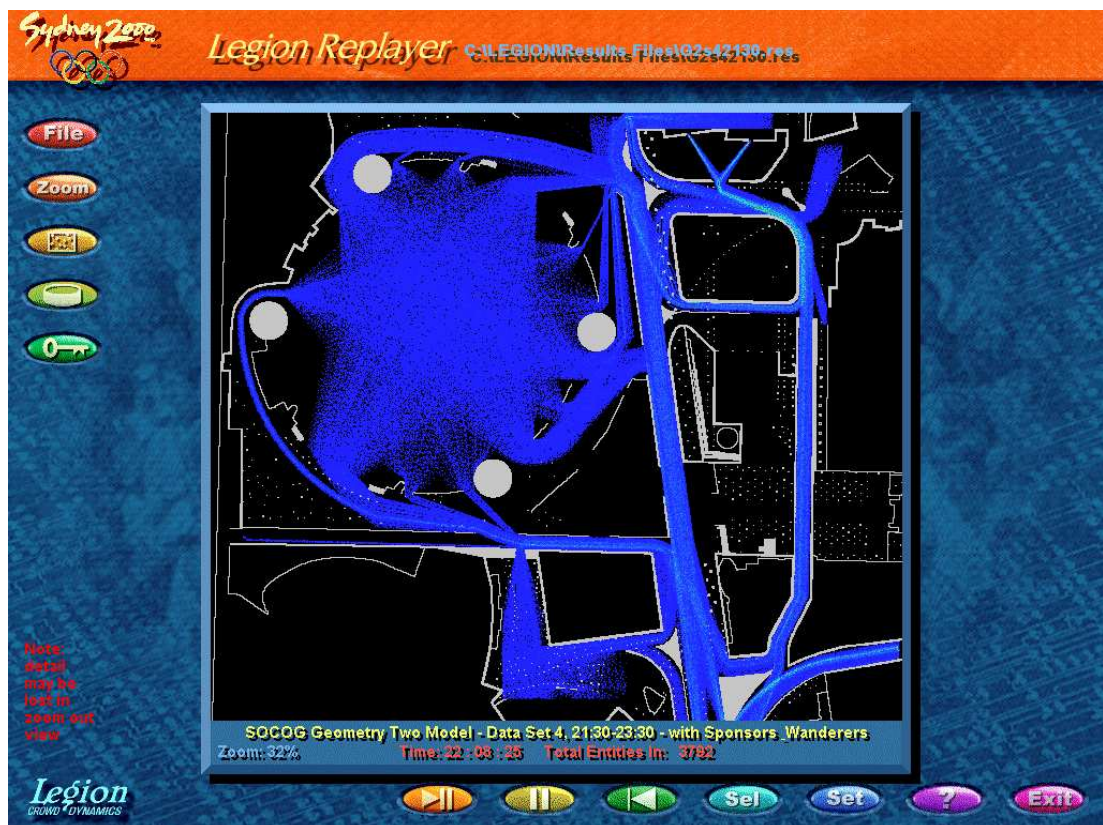 Sydney 2000
Legion Replayer C:\LEGION\Results Files\G2s42130.res
File
Zoom
Note
detail
may be
lost in
zoom out
view
SOCOG Geometry Two Model - Data Set 4, 21:30-23:30 - with Sponsors_Wanderers
Zoom: 32% Time: 22 : 08 : 25 Total Entities In: 3792
Legion
CROWD DYNAMICS
Sel
Set
?
Exit